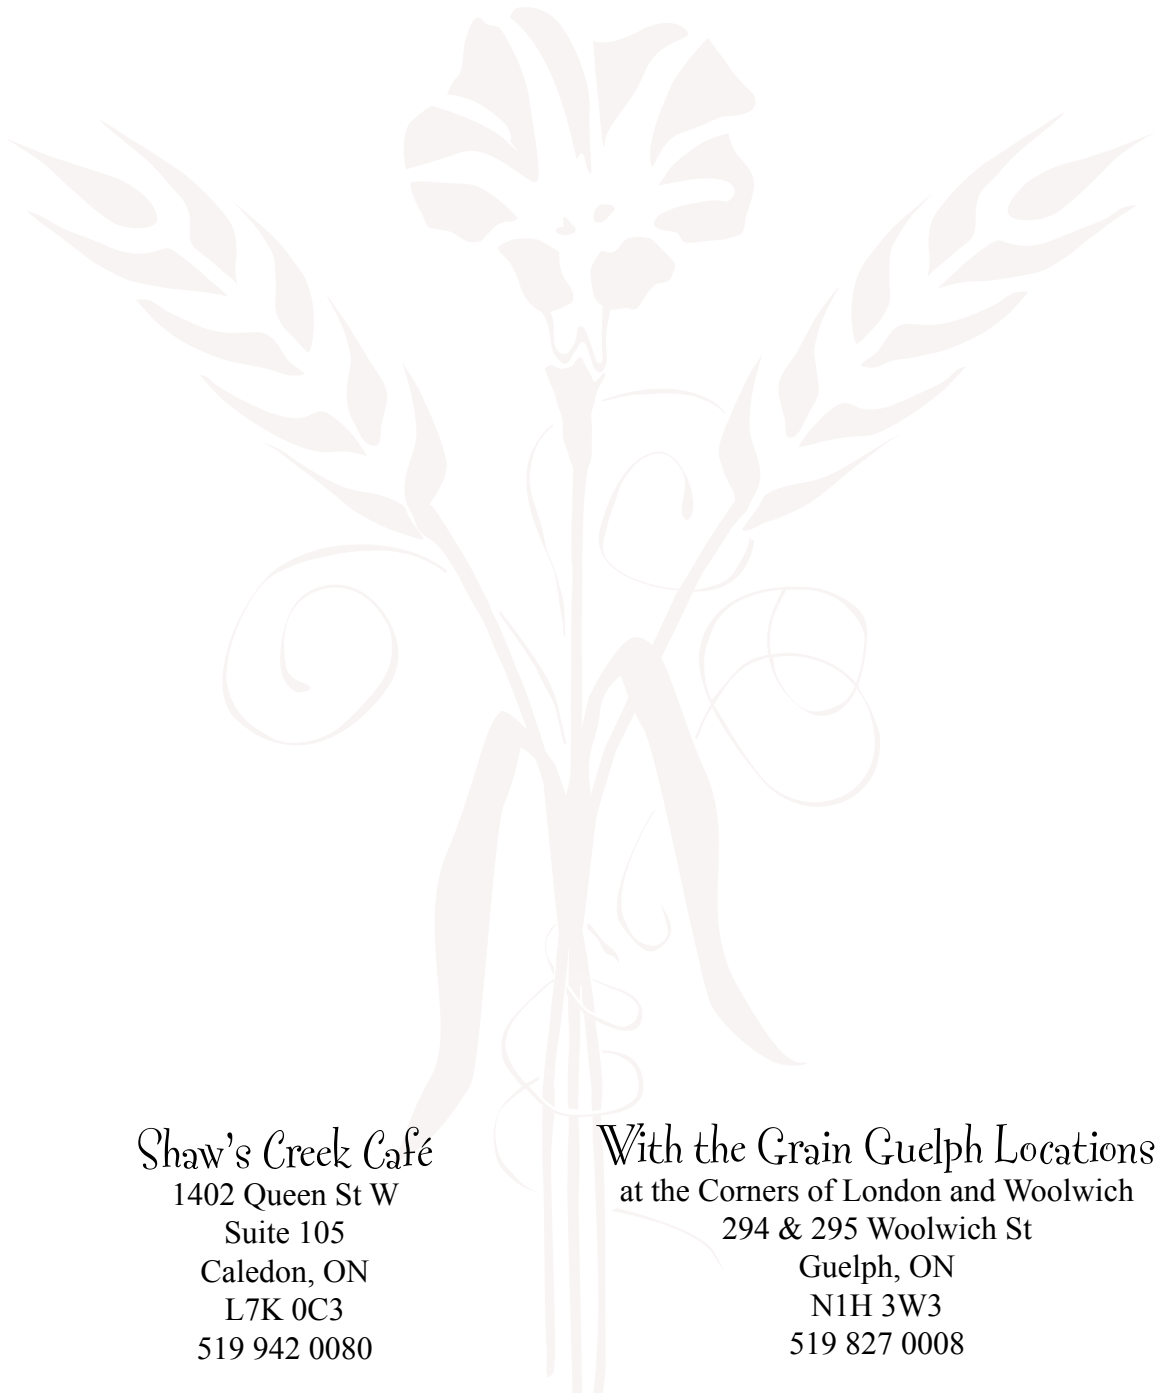 Shaw's Creek Café
1402 Queen St W
Suite 105
Caledon, ON
L7K 0C3
519 942 0080
With the Grain Guelph Locations
at the Corners of London and Woolwich
294 & 295 Woolwich St
Guelph, ON
N1H 3W3
519 827 0008